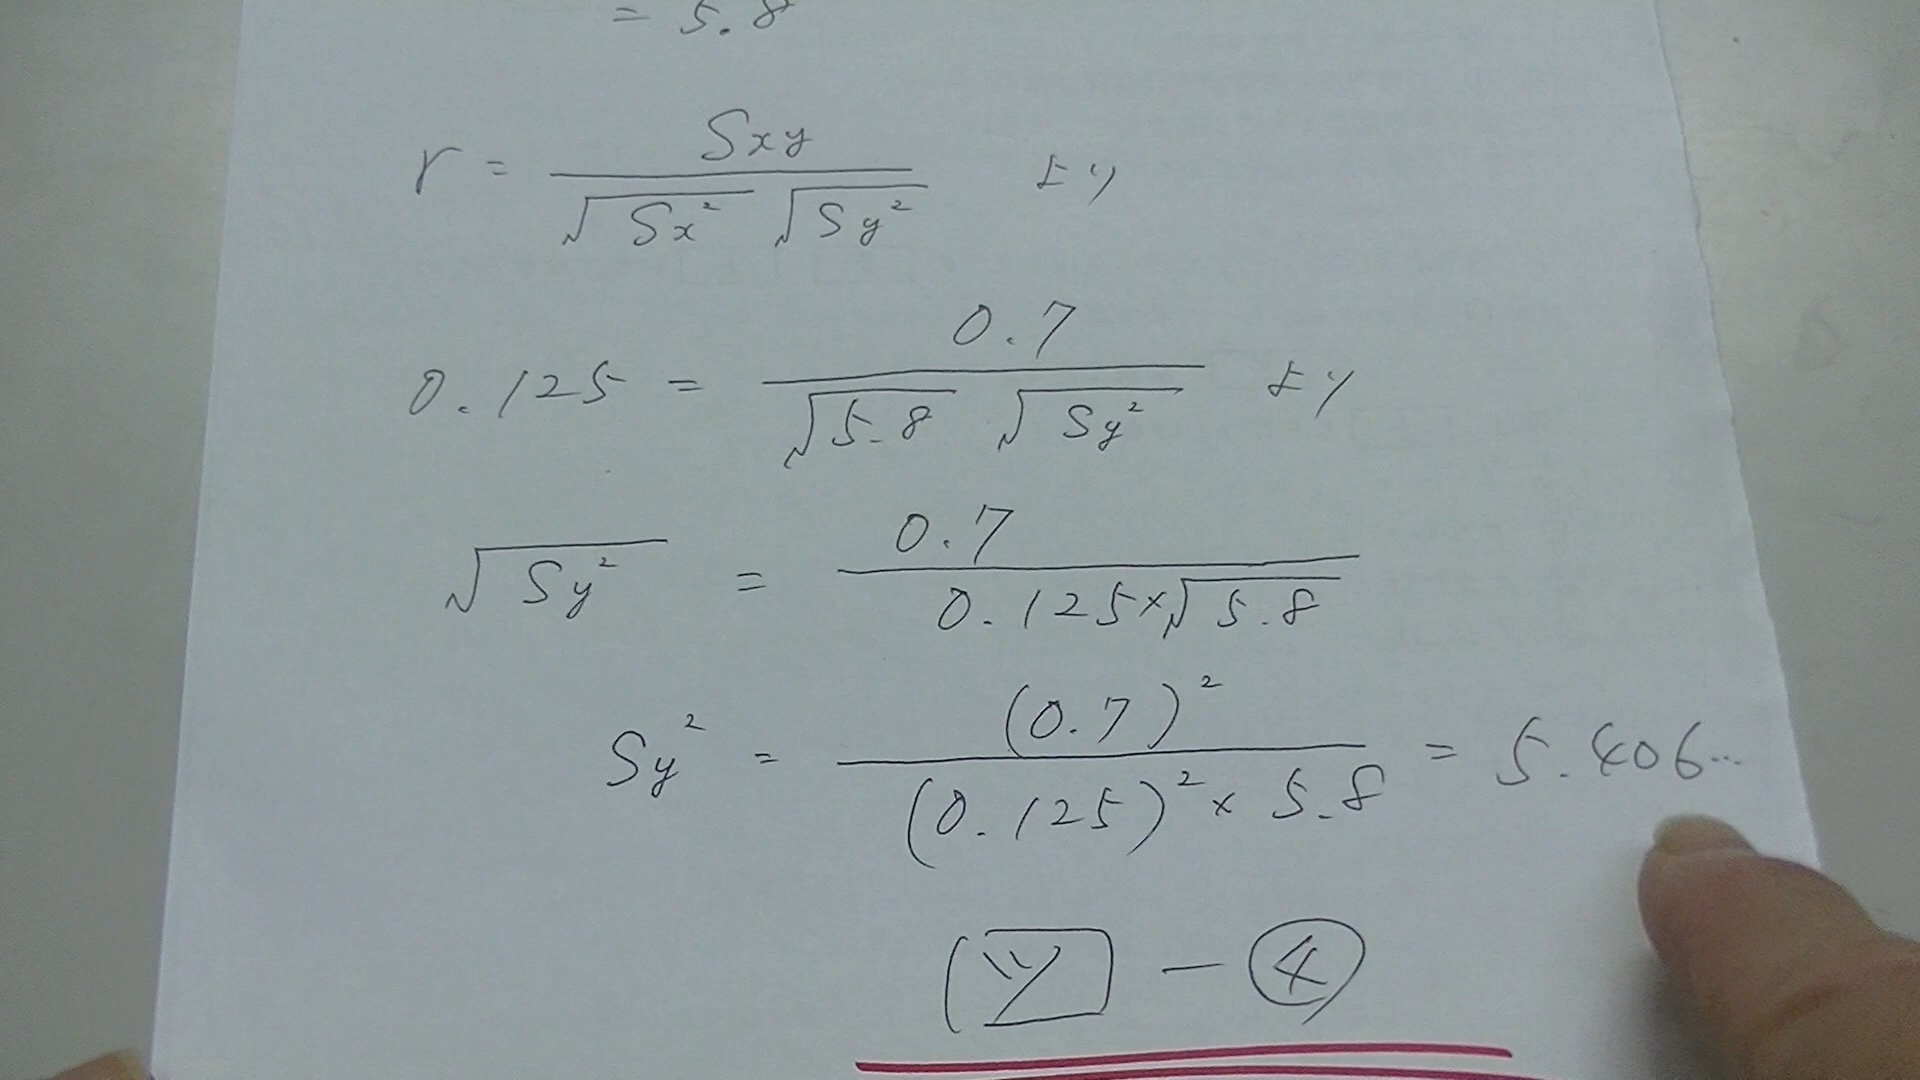 = 5.8
r = Sxy / √Sx² √Sy² より
0.125 = 0.7 / √5.8 √Sy² より
√Sy² = 0.7 / 0.125×√5.8
Sy² = (0.7)² / (0.125)² × 5.8 = 5.406…
ツ - ④